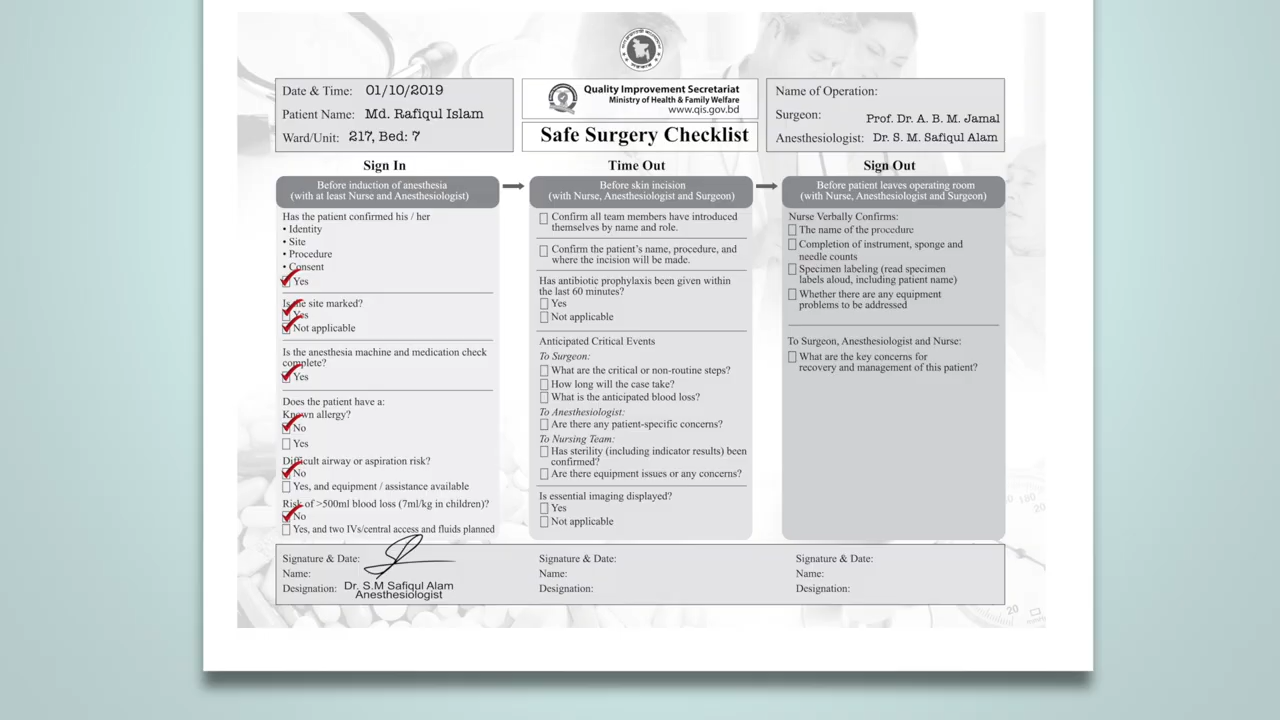 Date & Time: 01/10/2019
Patient Name: Md. Rafiqul Islam
Ward/Unit: 217, Bed: 7
Quality Improvement Secretariat
Ministry of Health & Family Welfare
www.qis.gov.bd
Safe Surgery Checklist
Name of Operation:
Surgeon: Prof. Dr. A. B. M. Jamal
Anesthesiologist: Dr. S. M. Safiqul Alam
Sign In
Before induction of anesthesia
(with at least Nurse and Anesthesiologist)
Has the patient confirmed his / her
• Identity
• Site
• Procedure
• Consent
Yes
Is the site marked?
Yes
Not applicable
Is the anesthesia machine and medication check
complete?
Yes
Does the patient have a:
Known allergy?
No
Yes
Difficult airway or aspiration risk?
No
Yes, and equipment / assistance available
Risk of >500ml blood loss (7ml/kg in children)?
No
Yes, and two IVs/central access and fluids planned
Time Out
Before skin incision
(with Nurse, Anesthesiologist and Surgeon)
Confirm all team members have introduced
themselves by name and role.
Confirm the patient's name, procedure, and
where the incision will be made.
Has antibiotic prophylaxis been given within
the last 60 minutes?
Yes
Not applicable
Anticipated Critical Events
To Surgeon:
What are the critical or non-routine steps?
How long will the case take?
What is the anticipated blood loss?
To Anesthesiologist:
Are there any patient-specific concerns?
To Nursing Team:
Has sterility (including indicator results) been
confirmed?
Are there equipment issues or any concerns?
Is essential imaging displayed?
Yes
Not applicable
Sign Out
Before patient leaves operating room
(with Nurse, Anesthesiologist and Surgeon)
Nurse Verbally Confirms:
The name of the procedure
Completion of instrument, sponge and
needle counts
Specimen labeling (read specimen
labels aloud, including patient name)
Whether there are any equipment
problems to be addressed
To Surgeon, Anesthesiologist and Nurse:
What are the key concerns for
recovery and management of this patient?
Signature & Date:
Name:
Designation: Dr. S.M Safiqul Alam
Anesthesiologist
Signature & Date:
Name:
Designation:
Signature & Date:
Name:
Designation:
180
20
20